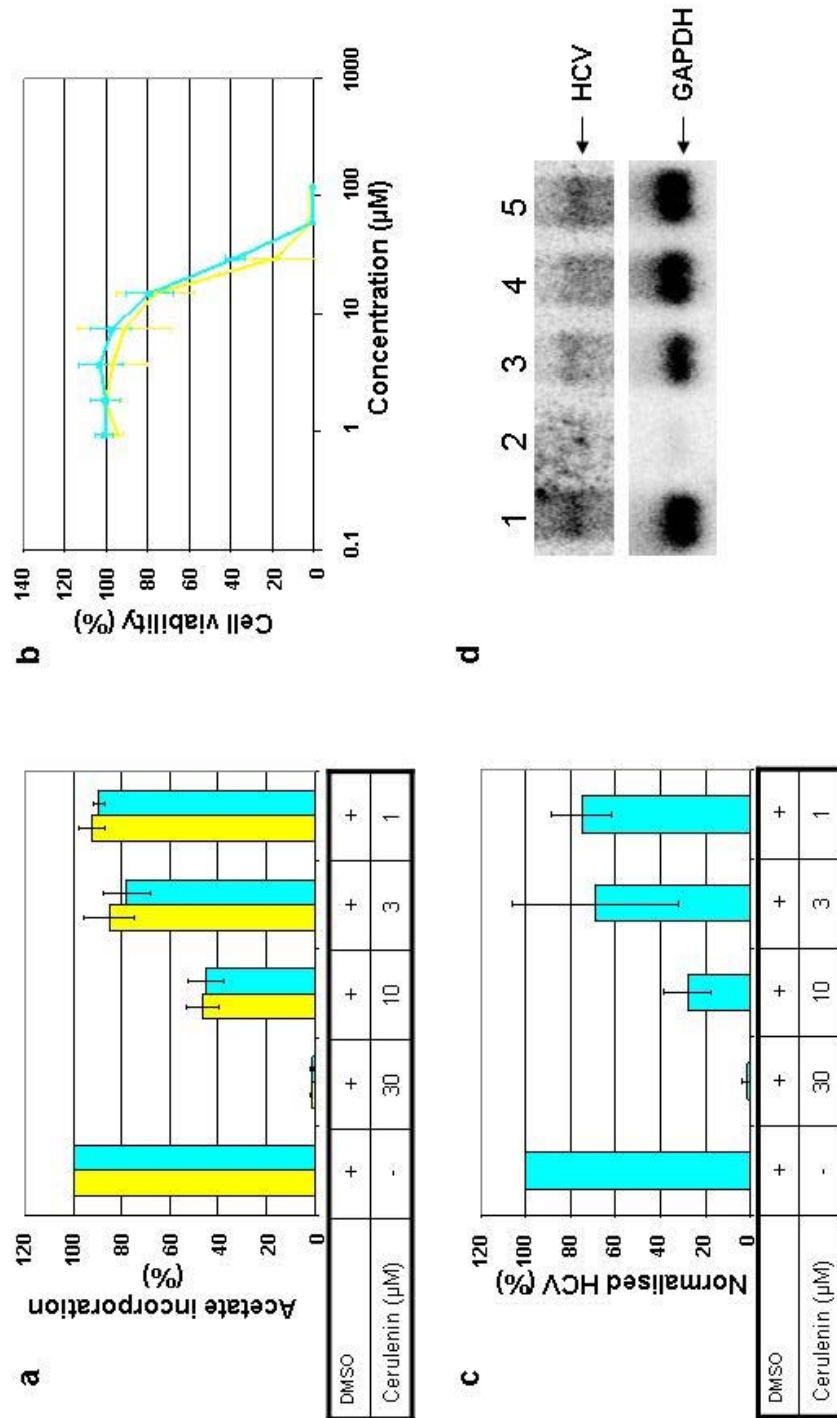 a
120
100
80
60
40
20
0
Acetate incorporation
(%)
DMSO + + + + +
Cerulenin (µM) - 30 10 3 1
b
140
120
100
80
60
40
20
0
Cell viability (%)
0.1 1 10 100 1000
Concentration (µM)
c
120
100
80
60
40
20
0
Normalised HCV
(%)
DMSO + + + + +
Cerulenin (µM) - 30 10 3 1
d
1 2 3 4 5
HCV
GAPDH